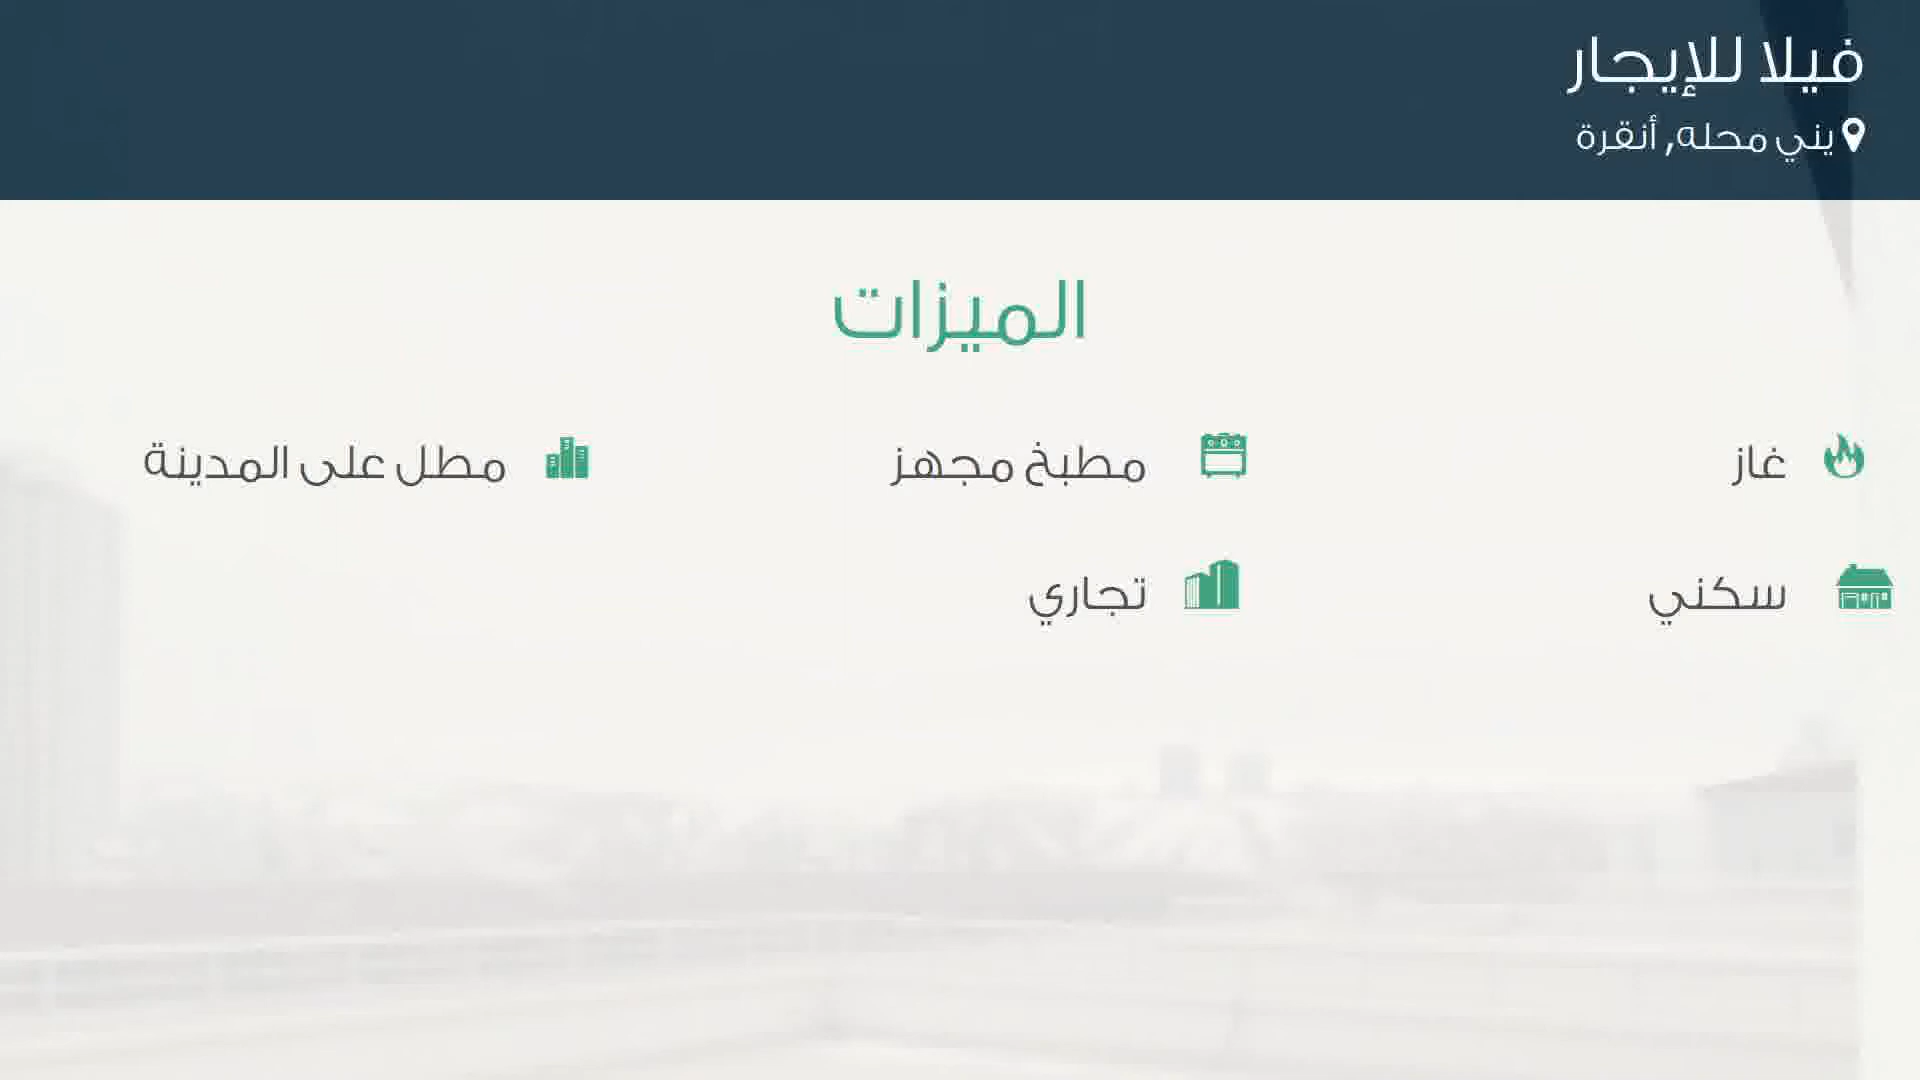 فيلا للإيجار
يني محله, أنقرة
الميزات
غاز
مطبخ مجهز
مطل على المدينة
سكني
تجاري